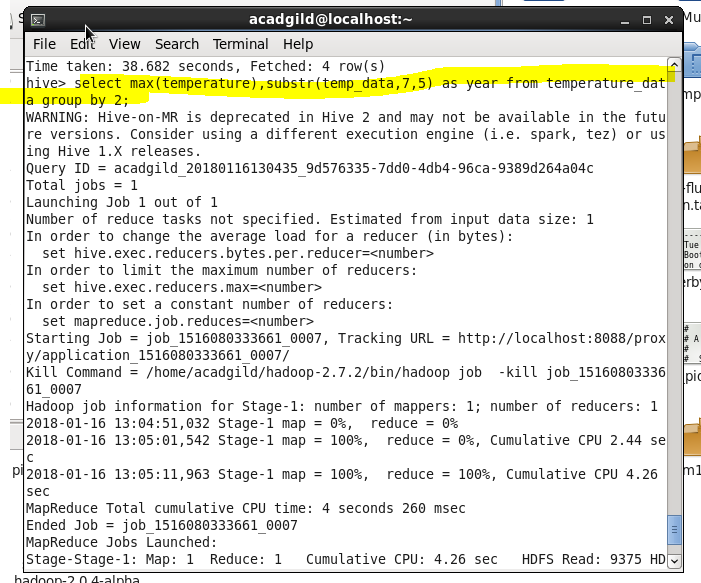 acadgild@localhost:~
File Edit View Search Terminal Help
Time taken: 38.682 seconds, Fetched: 4 row(s)
hive> select max(temperature),substr(temp_data,7,5) as year from temperature_dat
a group by 2;
WARNING: Hive-on-MR is deprecated in Hive 2 and may not be available in the futu
re versions. Consider using a different execution engine (i.e. spark, tez) or us
ing Hive 1.X releases.
Query ID = acadgild_20180116130435_9d576335-7dd0-4db4-96ca-9389d264a04c
Total jobs = 1
Launching Job 1 out of 1
Number of reduce tasks not specified. Estimated from input data size: 1
In order to change the average load for a reducer (in bytes):
  set hive.exec.reducers.bytes.per.reducer=<number>
In order to limit the maximum number of reducers:
  set hive.exec.reducers.max=<number>
In order to set a constant number of reducers:
  set mapreduce.job.reduces=<number>
Starting Job = job_1516080333661_0007, Tracking URL = http://localhost:8088/prox
y/application_1516080333661_0007/
Kill Command = /home/acadgild/hadoop-2.7.2/bin/hadoop job  -kill job_15160803336
61_0007
Hadoop job information for Stage-1: number of mappers: 1; number of reducers: 1
2018-01-16 13:04:51,032 Stage-1 map = 0%,  reduce = 0%
2018-01-16 13:05:01,542 Stage-1 map = 100%,  reduce = 0%, Cumulative CPU 2.44 se
c
2018-01-16 13:05:11,963 Stage-1 map = 100%,  reduce = 100%, Cumulative CPU 4.26
sec
MapReduce Total cumulative CPU time: 4 seconds 260 msec
Ended Job = job_1516080333661_0007
MapReduce Jobs Launched:
Stage-Stage-1: Map: 1  Reduce: 1   Cumulative CPU: 4.26 sec   HDFS Read: 9375 HD
hadoop-2.0.4-alpha